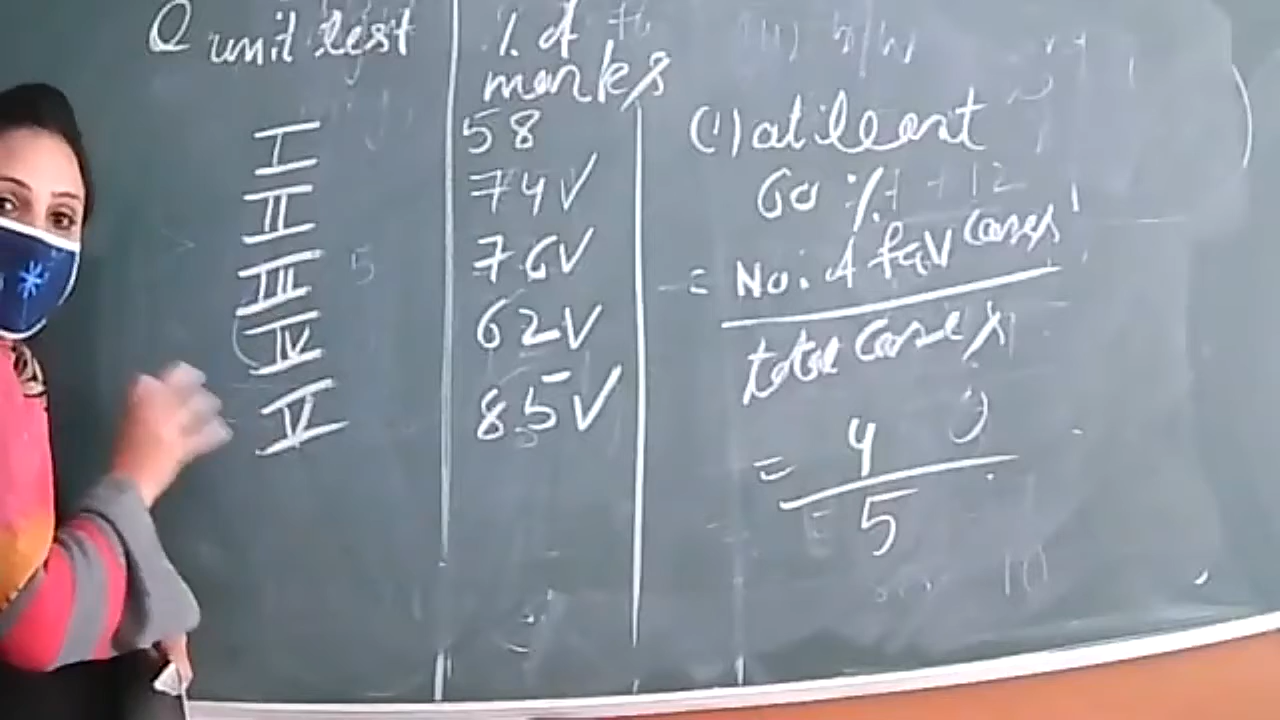 Q unit test % of marks
I 58
II 74 ✓
III 76 ✓
IV 62 ✓
V 85 ✓
(1) at least
60 %
= No. of fav cases
total cases
= 4
5